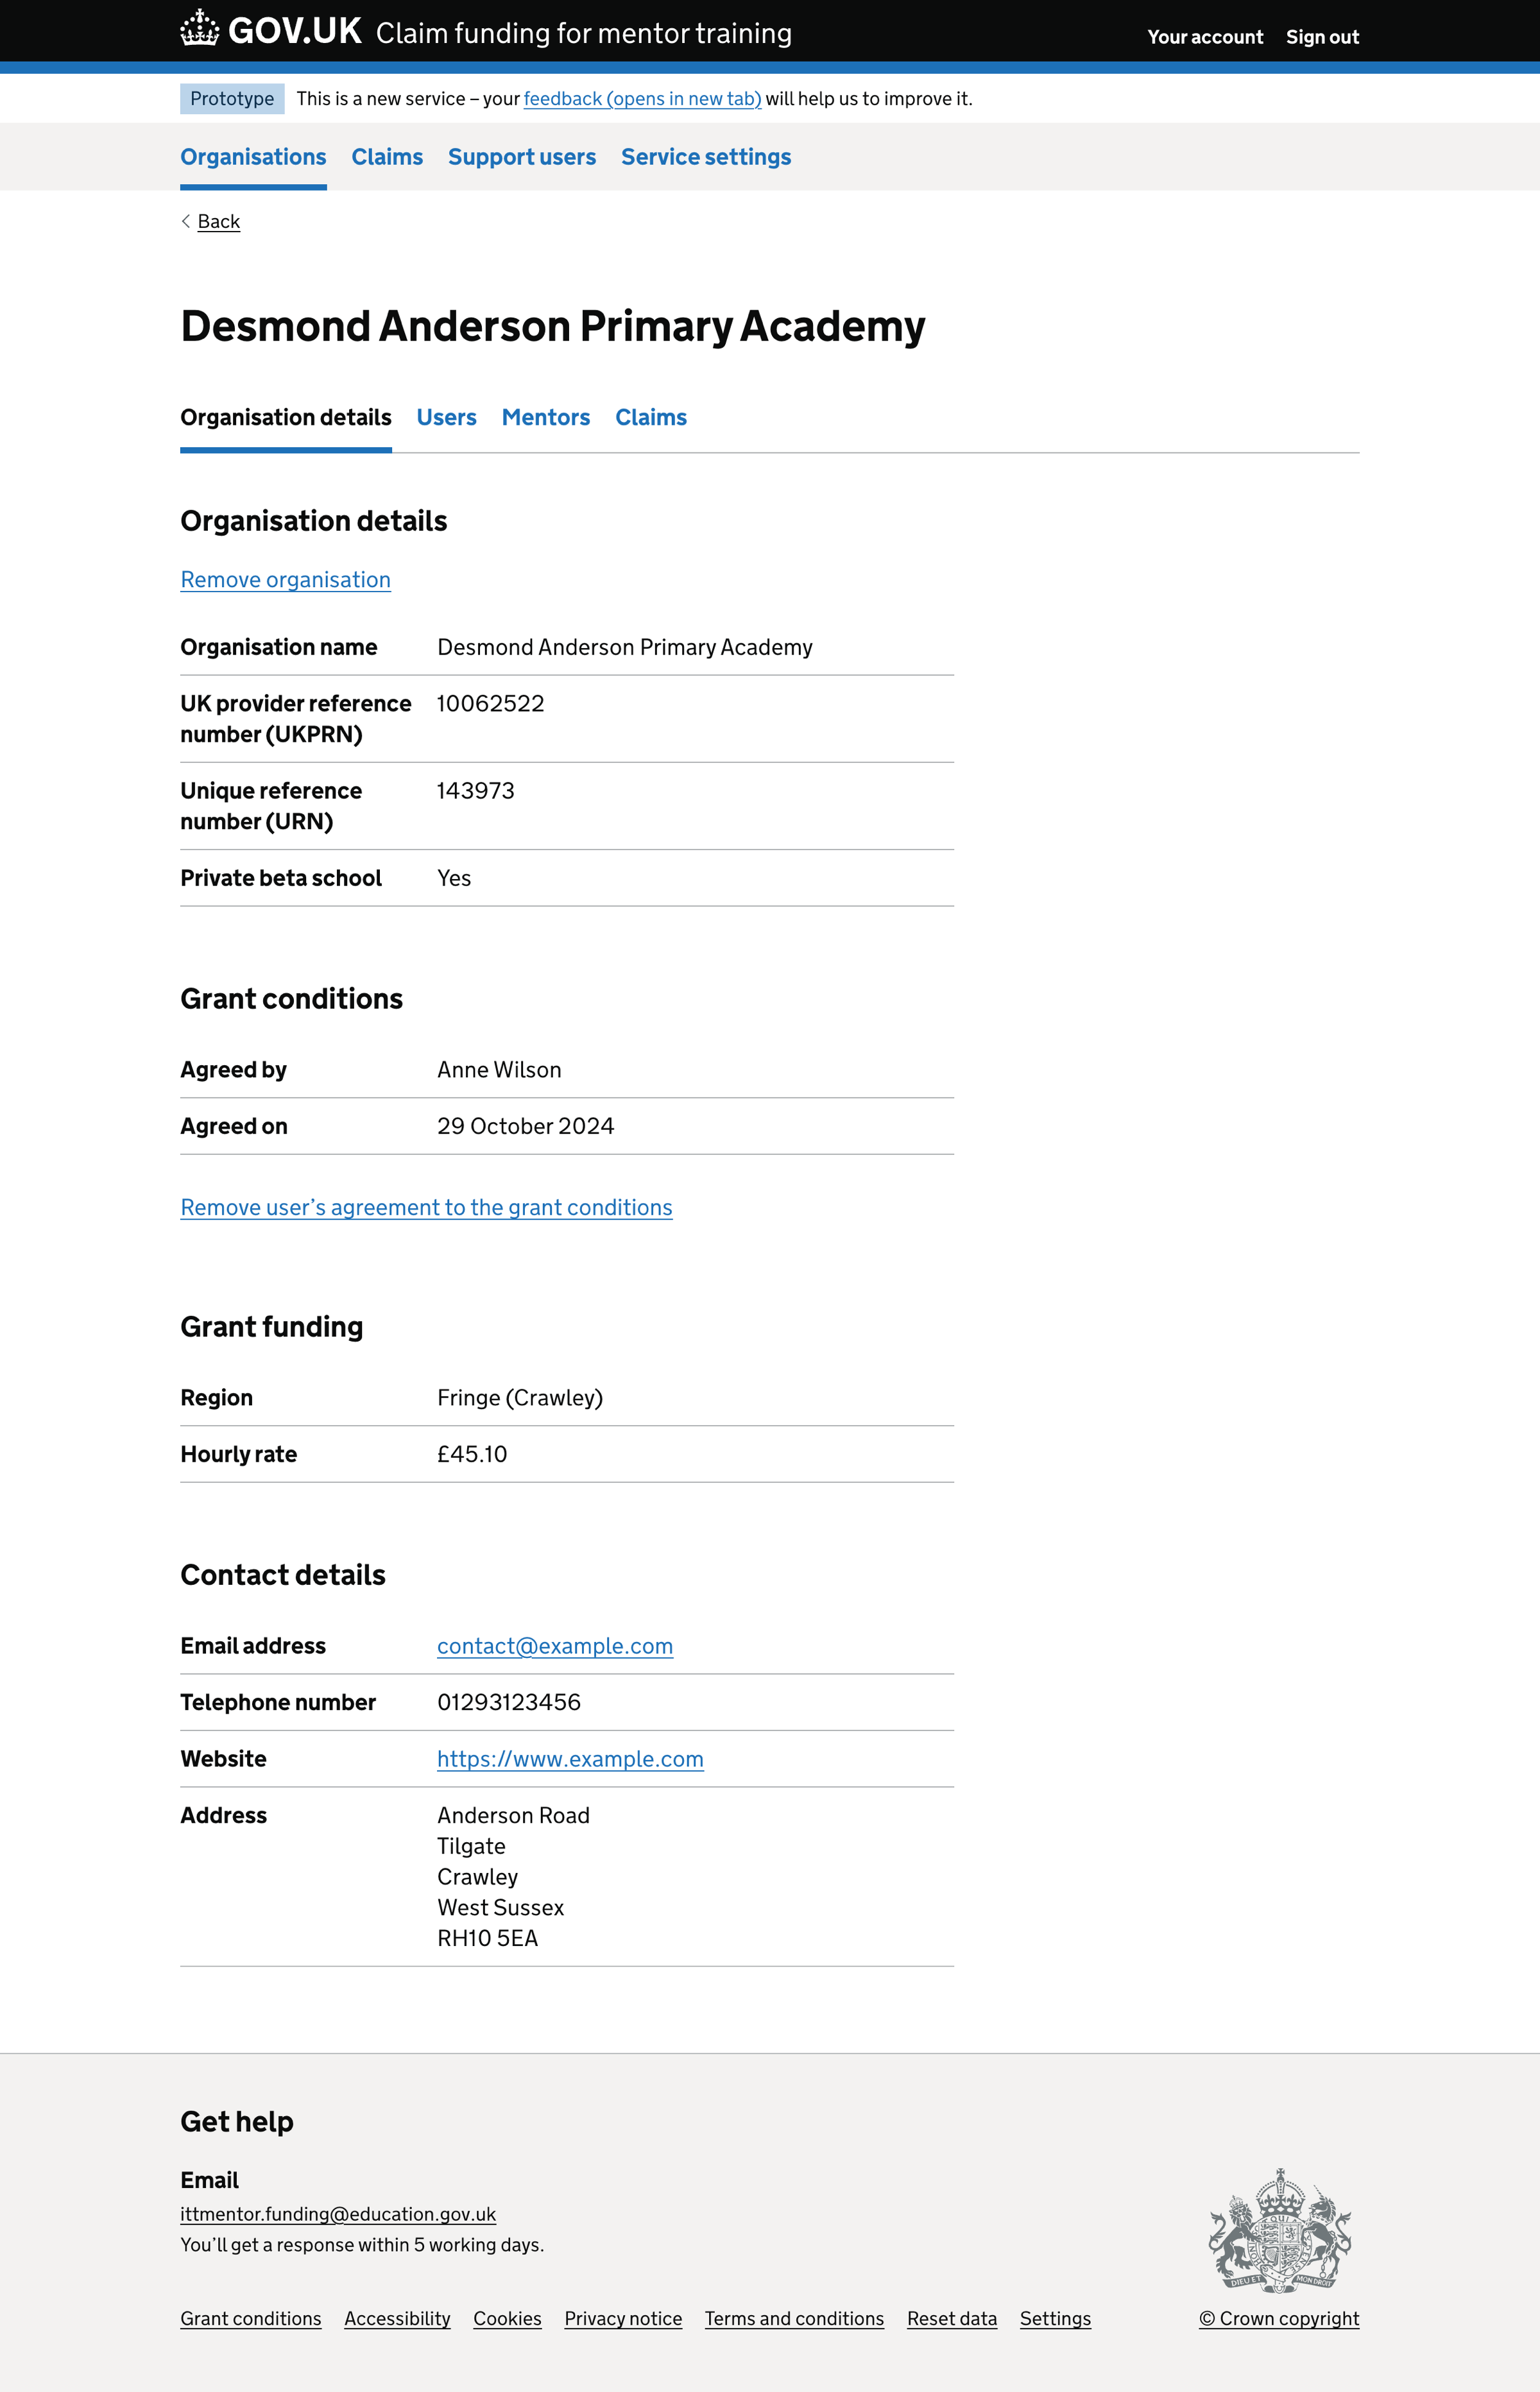 GOV.UK Claim funding for mentor training Your account Sign out
Prototype This is a new service – your feedback (opens in new tab) will help us to improve it.
Organisations Claims Support users Service settings
Back
Desmond Anderson Primary Academy
Organisation details Users Mentors Claims
Organisation details
Remove organisation
Organisation name Desmond Anderson Primary Academy
UK provider reference 10062522
number (UKPRN)
Unique reference 143973
number (URN)
Private beta school Yes
Grant conditions
Agreed by Anne Wilson
Agreed on 29 October 2024
Remove user’s agreement to the grant conditions
Grant funding
Region Fringe (Crawley)
Hourly rate £45.10
Contact details
Email address contact@example.com
Telephone number 01293123456
Website https://www.example.com
Address Anderson Road
Tilgate
Crawley
West Sussex
RH10 5EA
Get help
Email
ittmentor.funding@education.gov.uk
You’ll get a response within 5 working days.
DIEU ET MON DROIT
Grant conditions Accessibility Cookies Privacy notice Terms and conditions Reset data Settings © Crown copyright